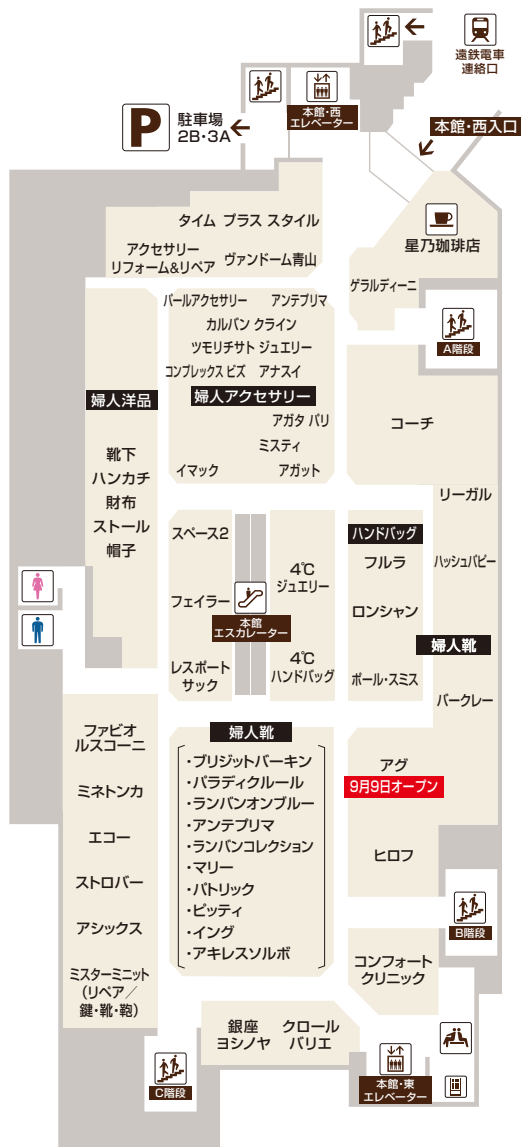 遠鉄電車
連絡口
P
駐車場
2B・3A
本館・西
エレベーター
本館・西入口
タイム プラス スタイル
アクセサリー
リフォーム&リペア
ヴァンドーム青山
星乃珈琲店
ゲラルディーニ
A階段
パールアクセサリー
アンテプリマ
カルバン クライン
ツモリチサト ジュエリー
コンプレックス ビズ
アナスイ
婦人アクセサリー
アガタ パリ
ミスティ
イマック
アガット
婦人洋品
靴下
ハンカチ
財布
ストール
帽子
コーチ
リーガル
ハッシュパピー
婦人靴
バークレー
スペース2
フェイラー
レスポート
サック
本館
エスカレーター
4℃
ジュエリー
4℃
ハンドバッグ
ハンドバッグ
フルラ
ロンシャン
ポール・スミス
ファビオ
ルスコーニ
ミネトンカ
エコー
ストロバー
アシックス
ミスターミニット
(リペア/
鍵・靴・鞄)
婦人靴
・ブリジットバーキン
・パラディクルール
・ランバンオンブルー
・アンテプリマ
・ランバンコレクション
・マリー
・パトリック
・ピッティ
・イング
・アキレスソルボ
アグ
9月9日オープン
ヒロフ
B階段
コンフォート
クリニック
銀座
ヨシノヤ
クロール
バリエ
C階段
本館・東
エレベーター